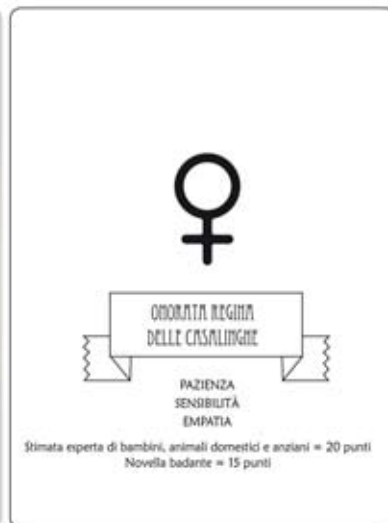 ONORATA REGINA
DELLE CASALINGHE
PAZIENZA
SENSIBILITÀ
EMPATIA
Stimata esperta di bambini, animali domestici e anziani = 20 punti
Novella badante = 15 punti